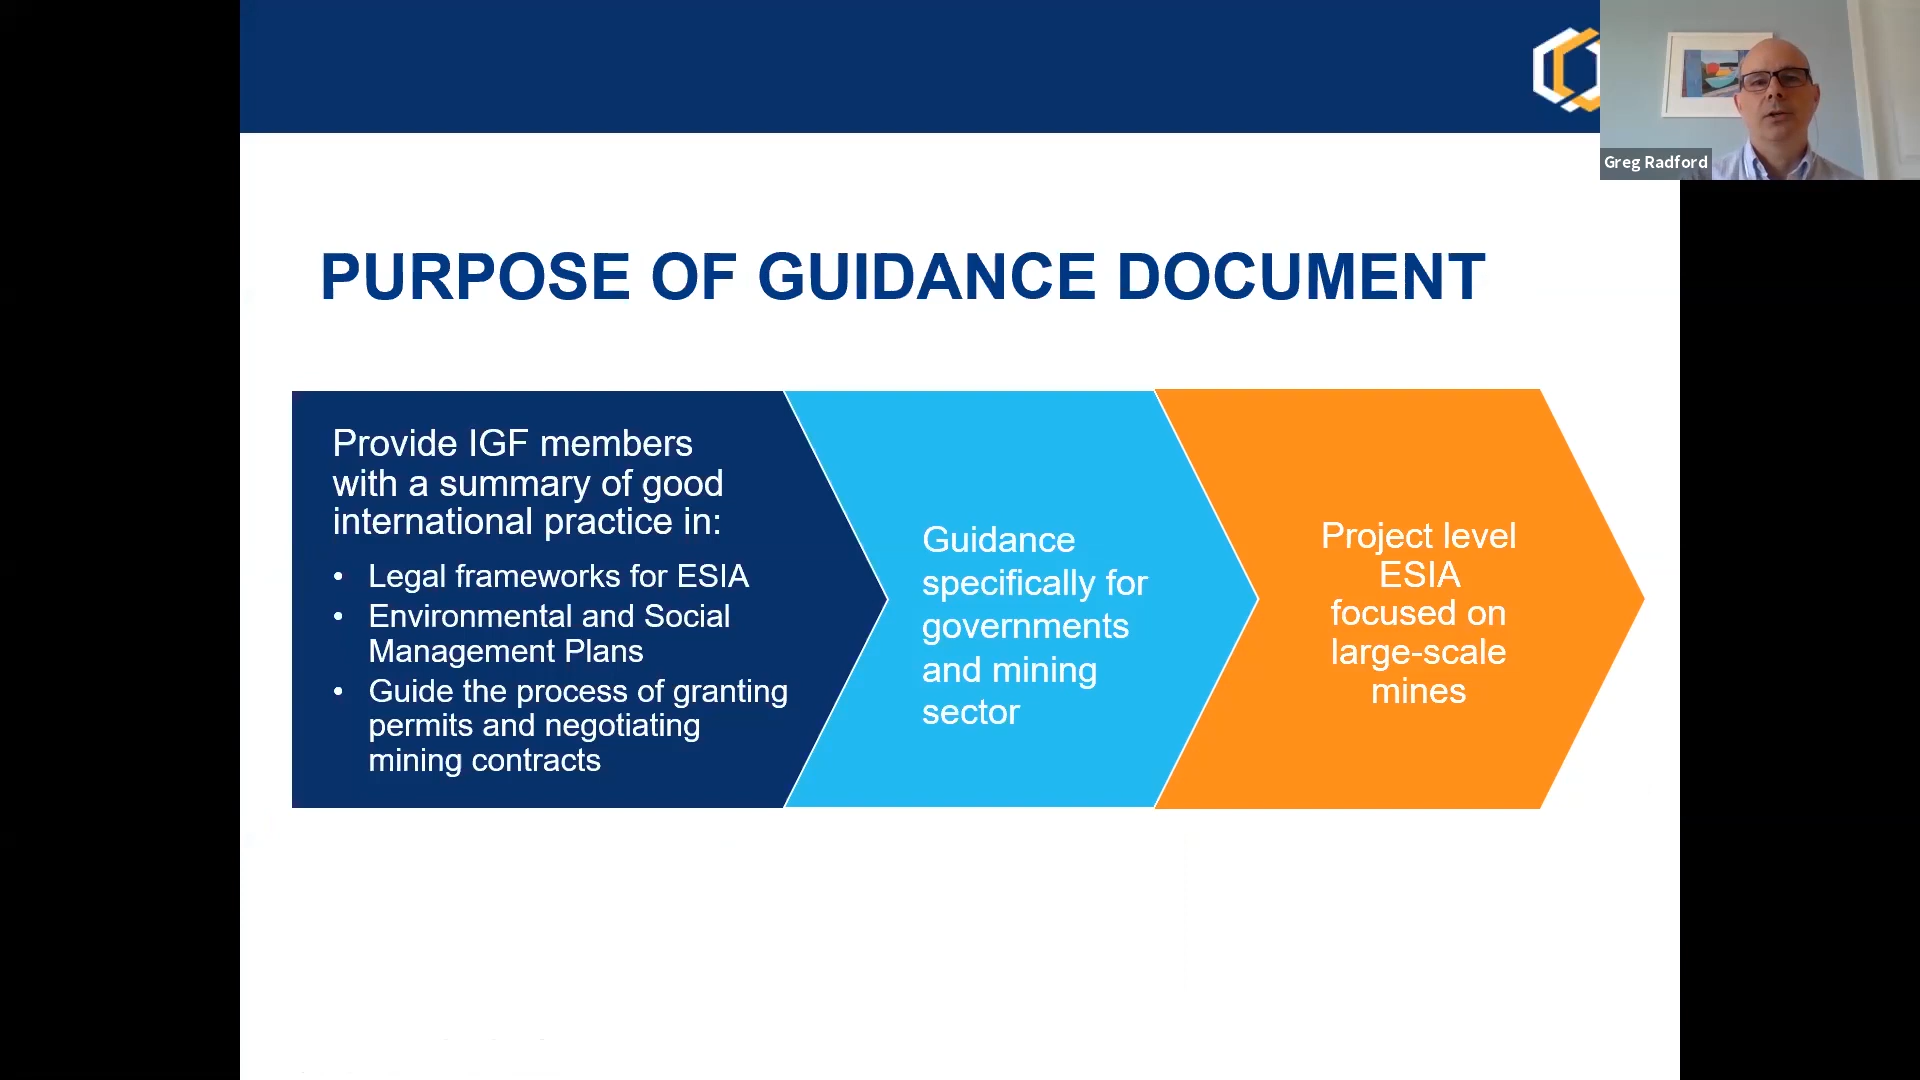 Greg Radford
PURPOSE OF GUIDANCE DOCUMENT
Provide IGF members
with a summary of good
international practice in:
• Legal frameworks for ESIA
• Environmental and Social
Management Plans
• Guide the process of granting
permits and negotiating
mining contracts
Guidance
specifically for
governments
and mining
sector
Project level
ESIA
focused on
large-scale
mines